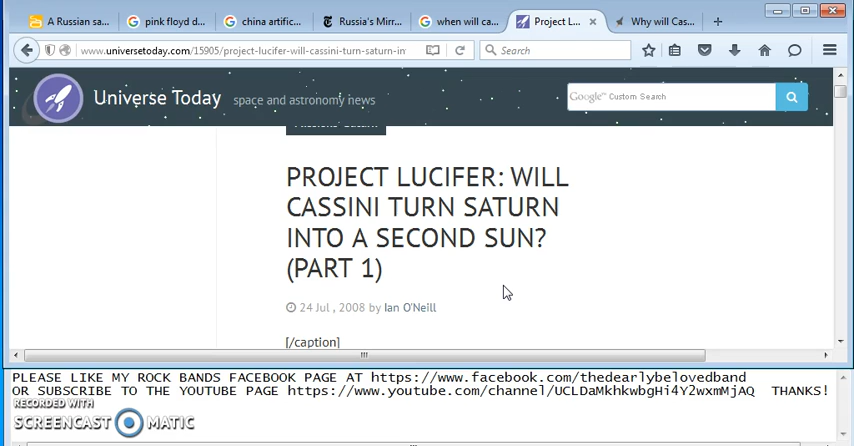 A Russian sa...
pink floyd d...
china artific...
Russia's Mirr...
when will ca...
Project L...
Why will Cas...
www.universetoday.com/15905/project-lucifer-will-cassini-turn-saturn-in
Search
Universe Today space and astronomy news
Google™ Custom Search
PROJECT LUCIFER: WILL
CASSINI TURN SATURN
INTO A SECOND SUN?
(PART 1)
24 Jul , 2008 by Ian O'Neill
[/caption]
PLEASE LIKE MY ROCK BANDS FACEBOOK PAGE AT https://www.facebook.com/thedearlybelovedband
OR SUBSCRIBE TO THE YOUTUBE PAGE https://www.youtube.com/channel/UCLDaMkhkwbgHi4Y2wxmMjAQ THANKS!
RECORDED WITH
SCREENCAST MATIC